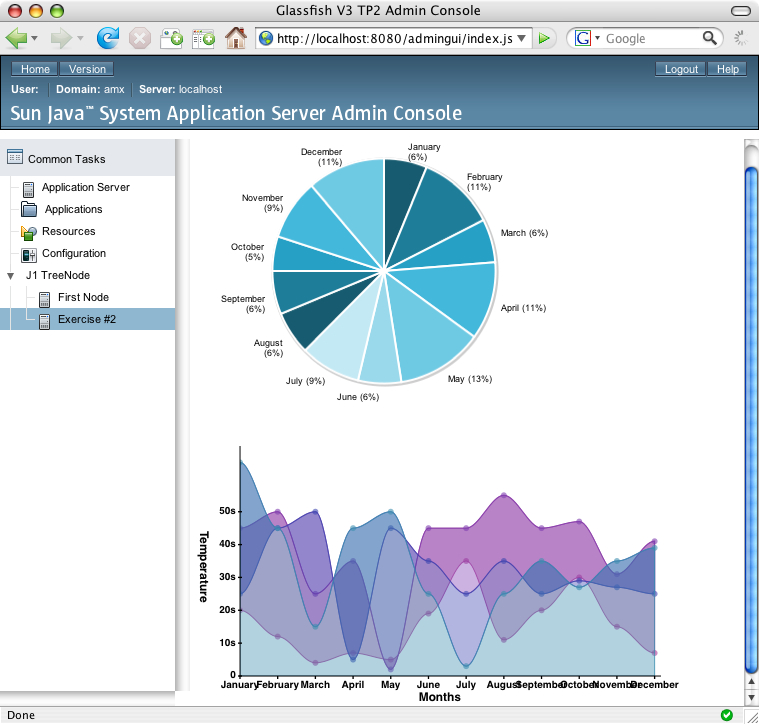 Glassfish V3 TP2 Admin Console
http://localhost:8080/admingui/index.js
G Google
Home Version Logout Help
User: Domain: amx Server: localhost
Sun Java™ System Application Server Admin Console
Common Tasks
Application Server
Applications
Resources
Configuration
J1 TreeNode
First Node
Exercise #2
January
(6%)
February
(11%)
March (6%)
April (11%)
May (13%)
June (6%)
July (9%)
August
(6%)
September
(6%)
October
(5%)
November
(9%)
December
(11%)
Temperature
50s
40s
30s
20s
10s
0
January February March April May June July August September October November December
Months
Done